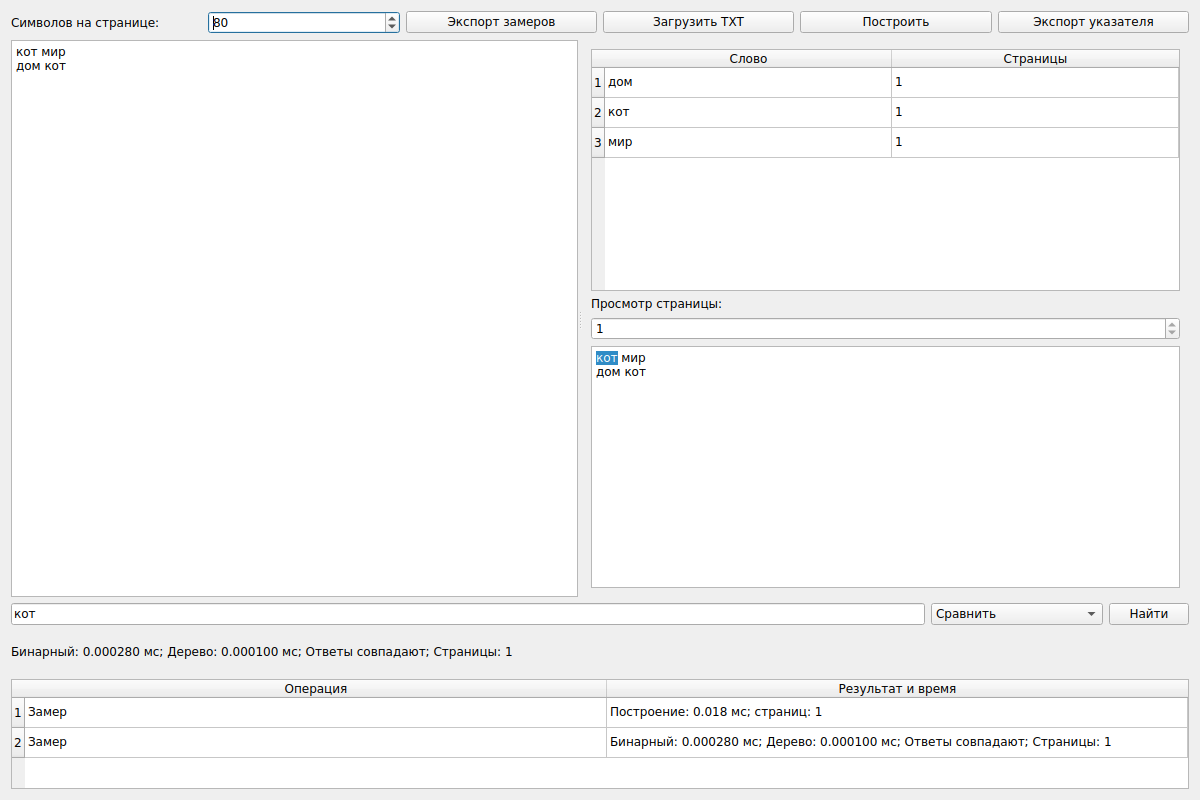 Символов на странице: 80 Экспорт замеров Загрузить TXT Построить Экспорт указателя
кот мир
дом кот
Слово Страницы
1 дом 1
2 кот 1
3 мир 1
Просмотр страницы:
1
кот мир
дом кот
кот Сравнить Найти
Бинарный: 0.000280 мс; Дерево: 0.000100 мс; Ответы совпадают; Страницы: 1
Операция Результат и время
1 Замер Построение: 0.018 мс; страниц: 1
2 Замер Бинарный: 0.000280 мс; Дерево: 0.000100 мс; Ответы совпадают; Страницы: 1